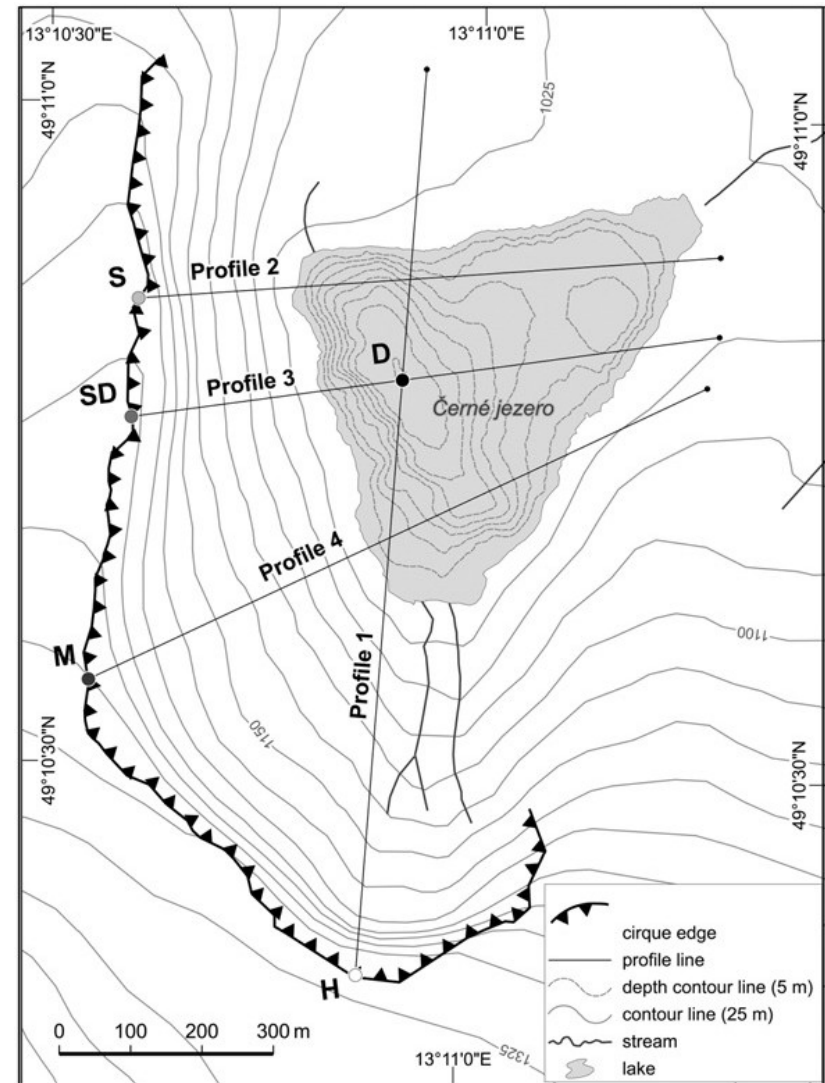 13°10'30"E
13°11'0"E
49°11'0"N
49°11'0"N
1025
S
Profile 2
D
SD
Profile 3
Černé jezero
Profile 4
M
Profile 1
1100
1150
49°10'30"N
49°10'30"N
H
cirque edge
profile line
depth contour line (5 m)
contour line (25 m)
stream
lake
0 100 200 300 m
13°11'0"E
1325